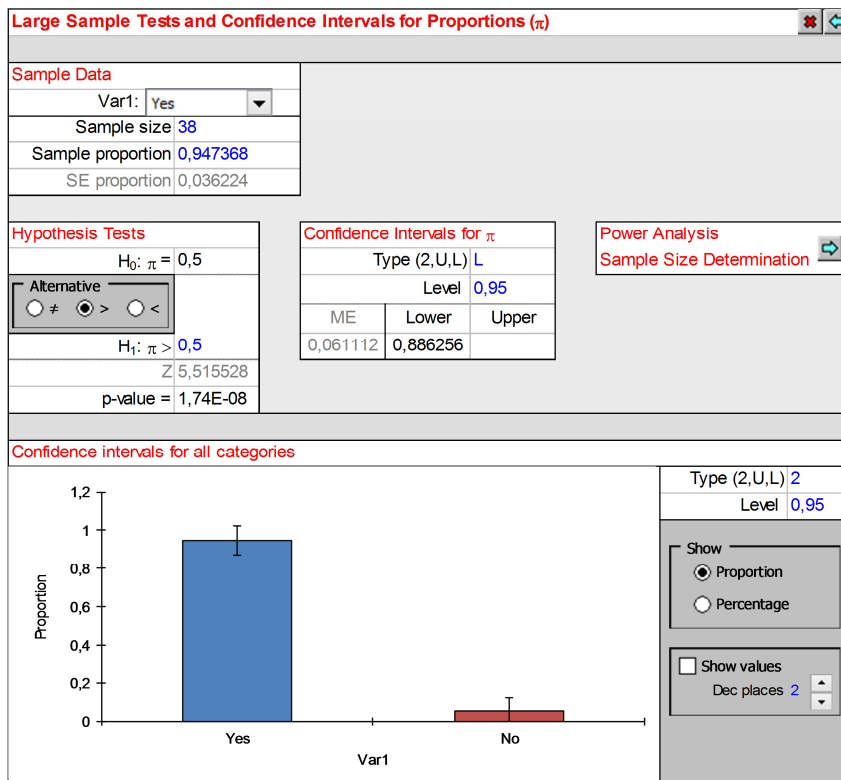 Large Sample Tests and Confidence Intervals for Proportions (π)
Sample Data
Var1: Yes
Sample size 38
Sample proportion 0,947368
SE proportion 0,036224
Hypothesis Tests
H0: π = 0,5
Alternative
≠ > <
H1: π > 0,5
Z 5,515528
p-value = 1,74E-08
Confidence Intervals for π
Type (2,U,L) L
Level 0,95
ME Lower Upper
0,061112 0,886256
Power Analysis
Sample Size Determination
Confidence intervals for all categories
1,2
1
0,8
0,6
0,4
0,2
0
Proportion
Yes No
Var1
Type (2,U,L) 2
Level 0,95
Show
Proportion
Percentage
Show values
Dec places 2